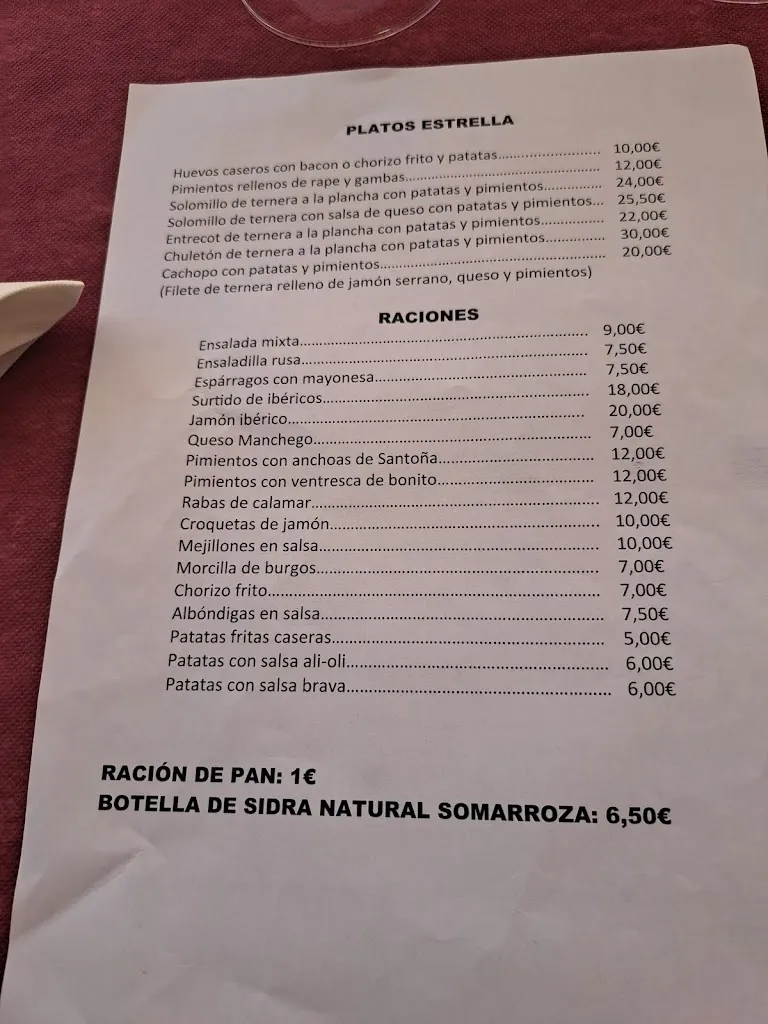 PLATOS ESTRELLA
Huevos caseros con bacon o chorizo frito y patatas.......................... 10,00€
Pimientos rellenos de rape y gambas................................................. 12,00€
Solomillo de ternera a la plancha con patatas y pimientos............... 24,00€
Solomillo de ternera con salsa de queso con patatas y pimientos... 25,50€
Entrecot de ternera a la plancha con patatas y pimientos................ 22,00€
Chuletón de ternera a la plancha con patatas y pimientos............... 30,00€
Cachopo con patatas y pimientos......................................................... 20,00€
(Filete de ternera relleno de jamón serrano, queso y pimientos)
RACIONES
Ensalada mixta........................................................................ 9,00€
Ensaladilla rusa........................................................................ 7,50€
Espárragos con mayonesa..................................................... 7,50€
Surtido de ibéricos.................................................................. 18,00€
Jamón ibérico........................................................................... 20,00€
Queso Manchego...................................................................... 7,00€
Pimientos con anchoas de Santoña...................................... 12,00€
Pimientos con ventresca de bonito....................................... 12,00€
Rabas de calamar..................................................................... 12,00€
Croquetas de jamón................................................................. 10,00€
Mejillones en salsa................................................................... 10,00€
Morcilla de burgos.................................................................... 7,00€
Chorizo frito............................................................................... 7,00€
Albóndigas en salsa................................................................... 7,50€
Patatas fritas caseras................................................................. 5,00€
Patatas con salsa ali-oli.............................................................. 6,00€
Patatas con salsa brava.............................................................. 6,00€
RACIÓN DE PAN: 1€
BOTELLA DE SIDRA NATURAL SOMARROZA: 6,50€